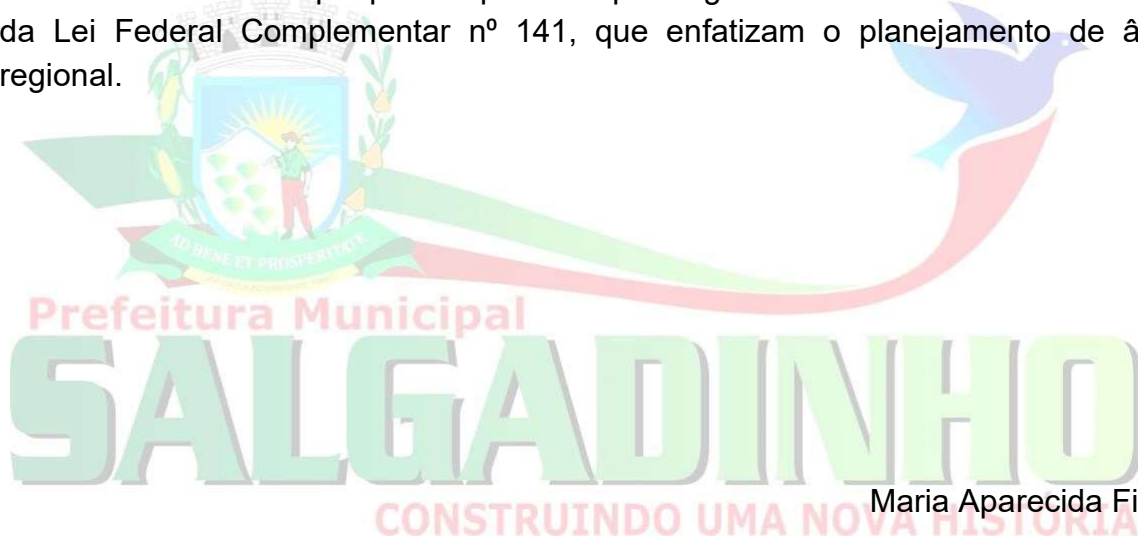 da Lei Federal Complementar nº 141, que enfatizam o planejamento de â
regional.
AD BENE ET PROSPERITATE
Prefeitura Municipal
SALGADINHO
Maria Aparecida Fi
CONSTRUINDO UMA NOVA HISTÓRIA